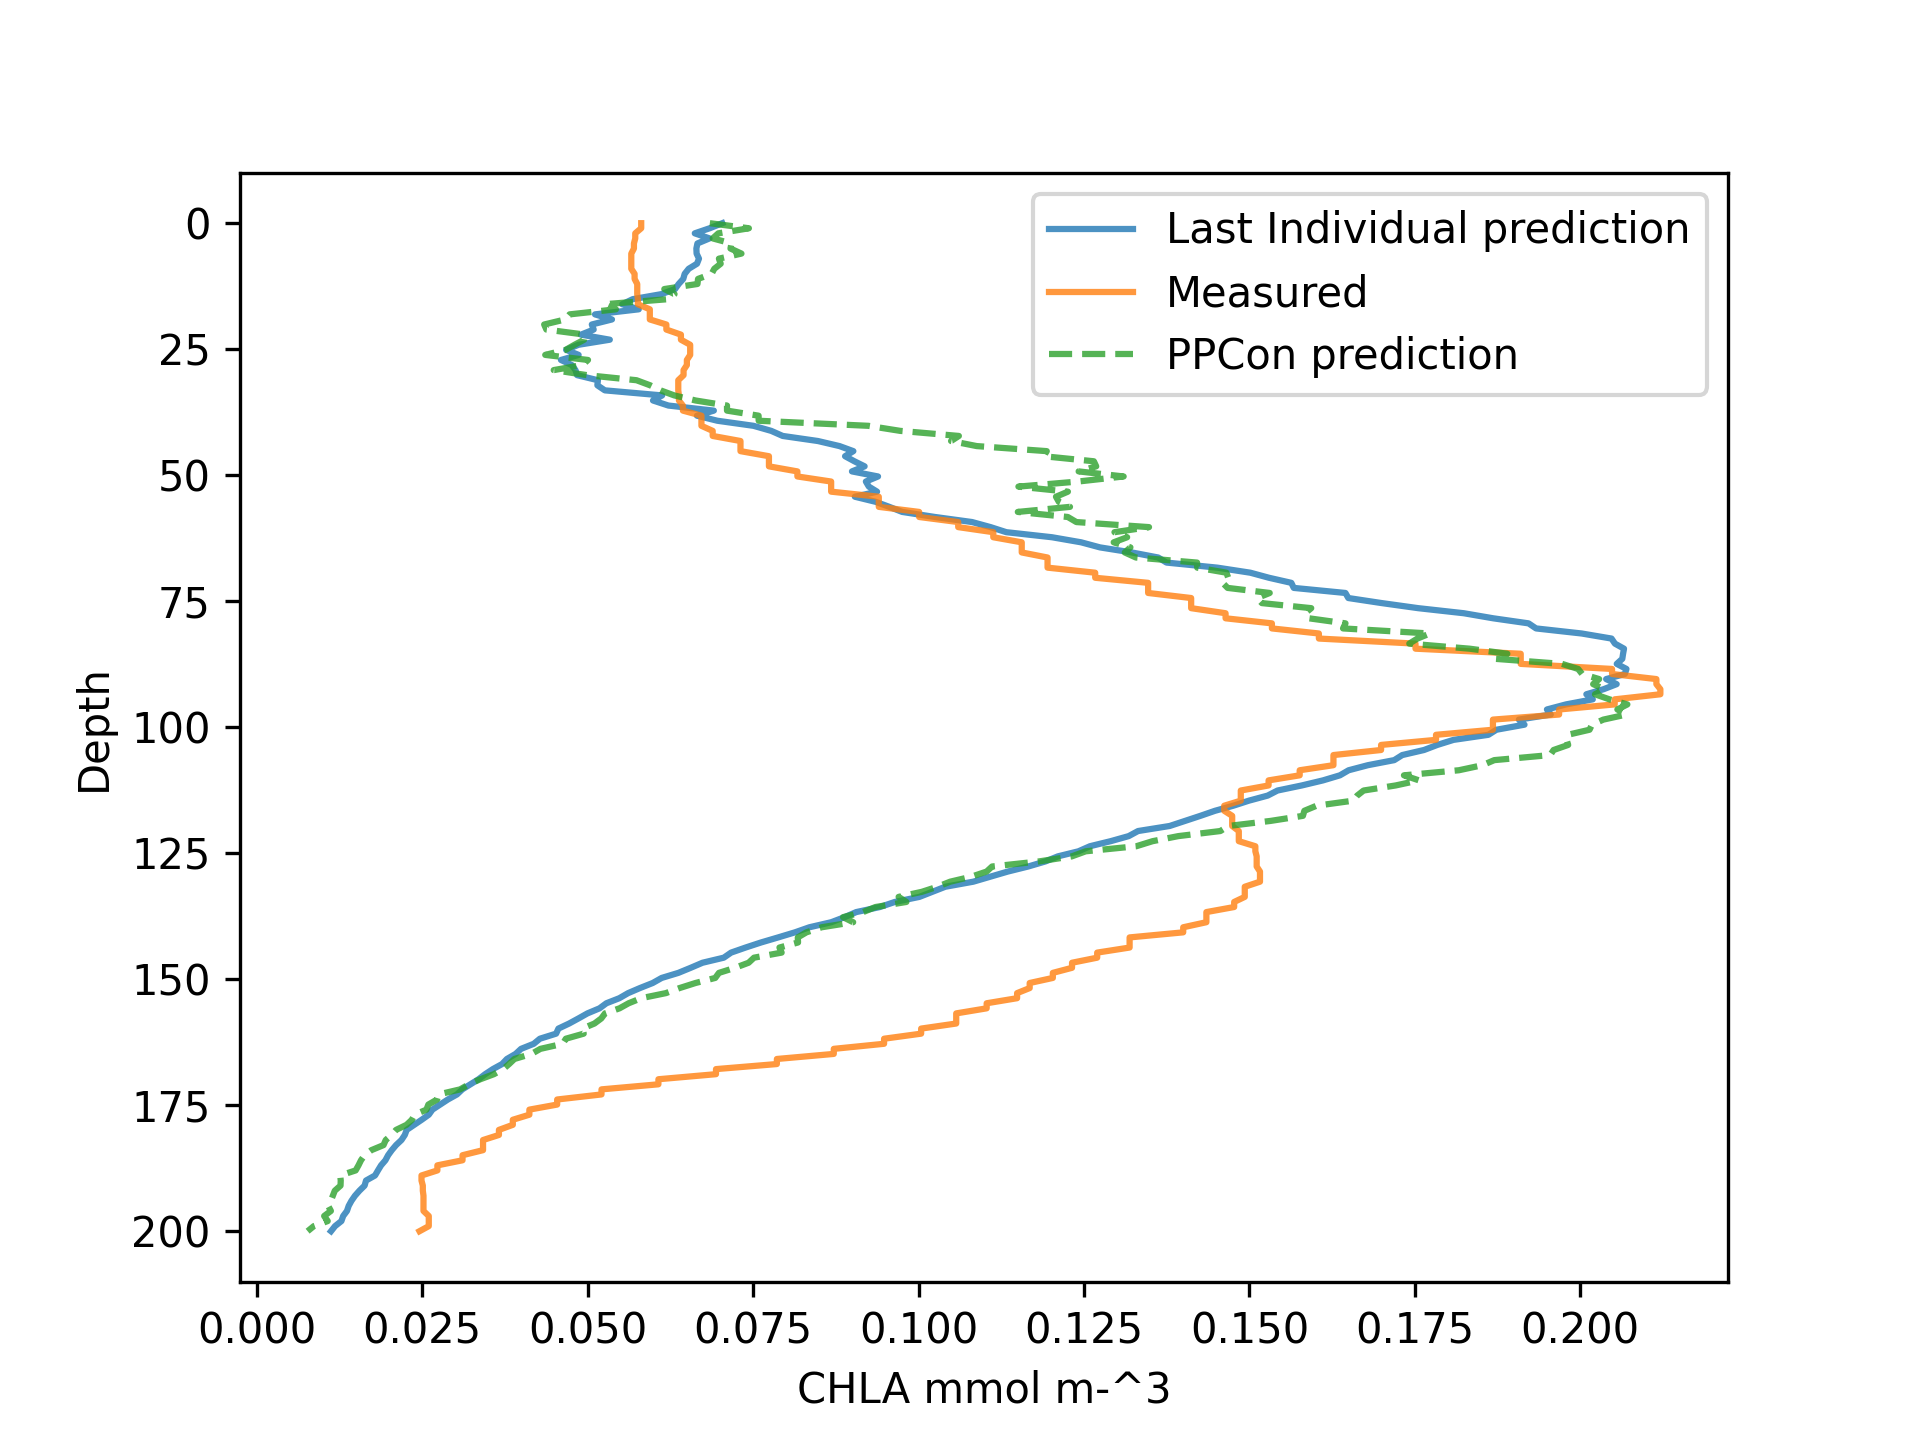 Last Individual prediction
Measured
PPCon prediction
0
25
50
75
100
125
150
175
200
Depth
0.000 0.025 0.050 0.075 0.100 0.125 0.150 0.175 0.200
CHLA mmol m-^3